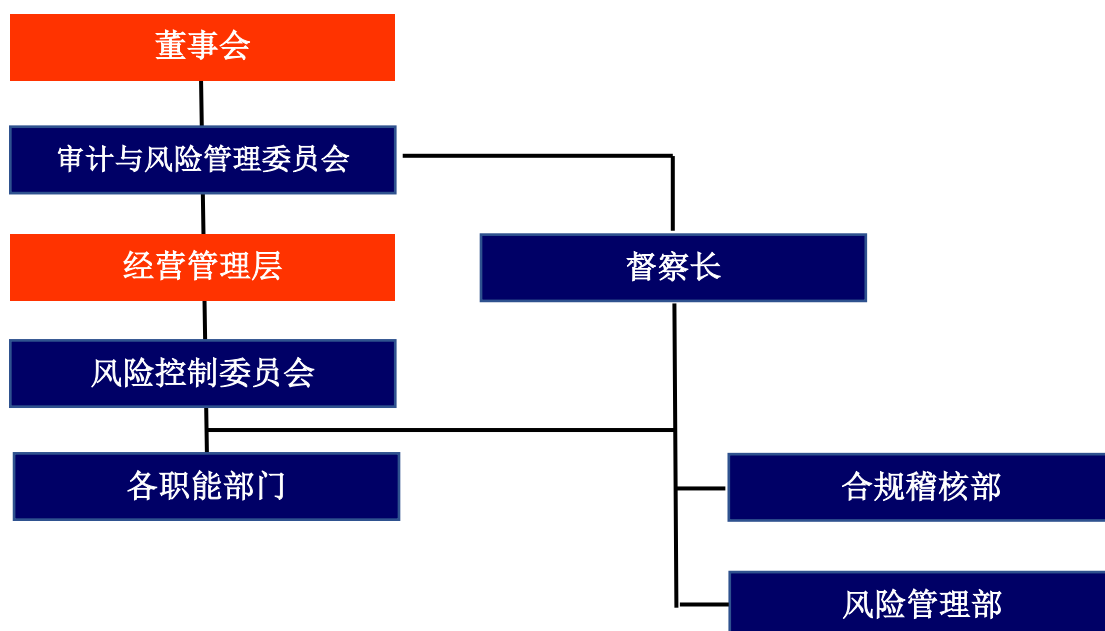 董事会
审计与风险管理委员会
经营管理层
督察长
风险控制委员会
各职能部门
合规稽核部
风险管理部